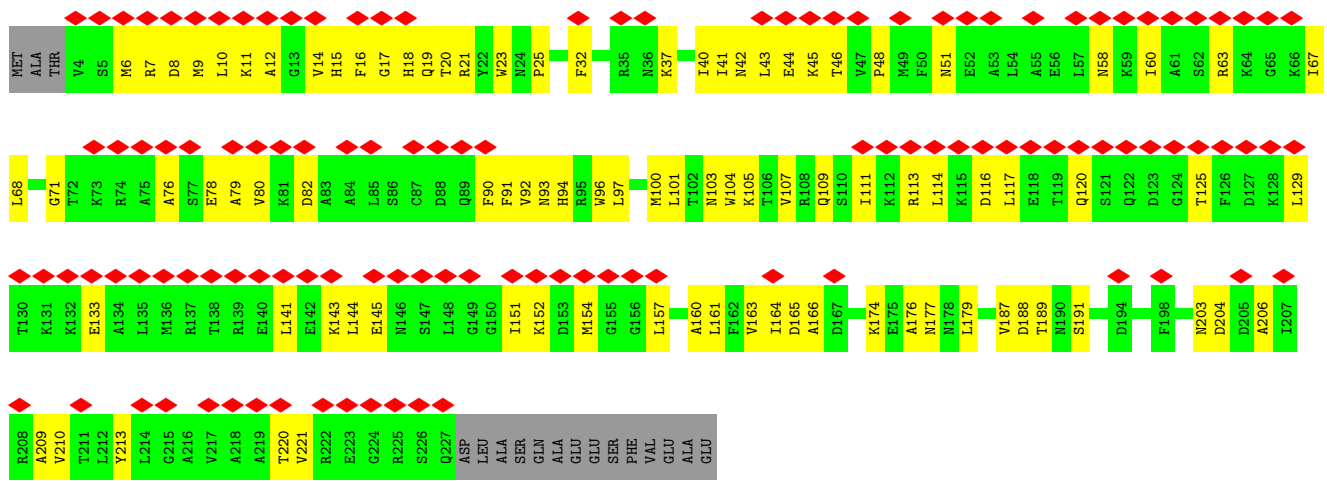 MET ALA THR V4 S5 M6 R7 D8 M9 L10 K11 A12 G13 V14 H15 F16 G17 H18 Q19 T20 R21 Y22 W23 N24 P25 F32 R35 N36 K37 I40 I41 N42 L43 E44 K45 T46 V47 P48 M49 F50 N51 E52 A53 L54 A55 E56 L57 N58 K59 I60 A61 S62 R63 K64 G65 K66 I67
L68 G71 T72 K73 R74 A75 A76 S77 E78 A79 V80 K81 D82 A83 A84 L85 S86 C87 D88 Q89 F90 F91 V92 N93 H94 R95 W96 L97 M100 L101 T102 N103 W104 K105 T106 V107 R108 Q109 S110 I111 K112 R113 L114 K115 D116 L117 E118 T119 Q120 S121 Q122 D123 G124 T125 F126 D127 K128 L129
T130 K131 K132 E133 A134 L135 M136 R137 T138 R139 E140 L141 E142 K143 L144 E145 N146 S147 L148 G149 G150 I151 K152 D153 M154 G155 G156 L157 A160 L161 F162 V163 I164 D165 A166 D167 K174 E175 A176 N177 N178 L179 V187 D188 T189 N190 S191 D194 F198 N203 D204 D205 A206 I207
R208 A209 V210 T211 L212 Y213 L214 G215 A216 V217 A218 A219 T220 V221 R222 E223 G224 R225 S226 Q227 ASP LEU ALA SER GLN ALA GLU GLU SER PHE VAL GLU ALA GLU